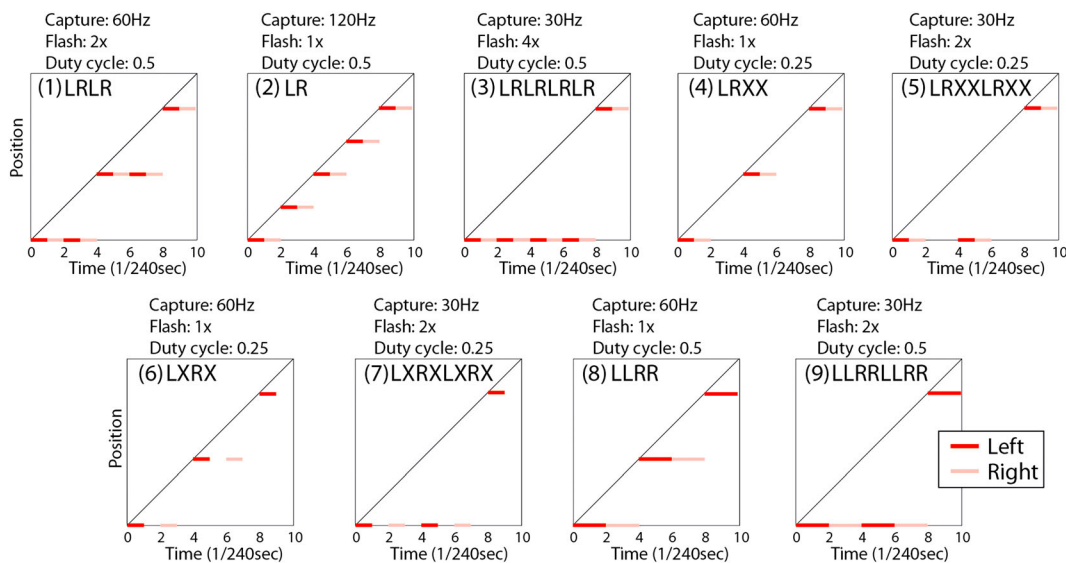 Capture: 60Hz
Flash: 2x
Duty cycle: 0.5
(1) LRLR
Position
0 2 4 6 8 10
Time (1/240sec)
Capture: 120Hz
Flash: 1x
Duty cycle: 0.5
(2) LR
0 2 4 6 8 10
Time (1/240sec)
Capture: 30Hz
Flash: 4x
Duty cycle: 0.5
(3) LRLRLRLR
0 2 4 6 8 10
Time (1/240sec)
Capture: 60Hz
Flash: 1x
Duty cycle: 0.25
(4) LRXX
0 2 4 6 8 10
Time (1/240sec)
Capture: 30Hz
Flash: 2x
Duty cycle: 0.25
(5) LRXXLRXX
0 2 4 6 8 10
Time (1/240sec)
Capture: 60Hz
Flash: 1x
Duty cycle: 0.25
(6) LXRX
Position
0 2 4 6 8 10
Time (1/240sec)
Capture: 30Hz
Flash: 2x
Duty cycle: 0.25
(7) LXRXLXRX
0 2 4 6 8 10
Time (1/240sec)
Capture: 60Hz
Flash: 1x
Duty cycle: 0.5
(8) LLRR
0 2 4 6 8 10
Time (1/240sec)
Capture: 30Hz
Flash: 2x
Duty cycle: 0.5
(9) LLRRLLRR
0 2 4 6 8 10
Time (1/240sec)
Left
Right